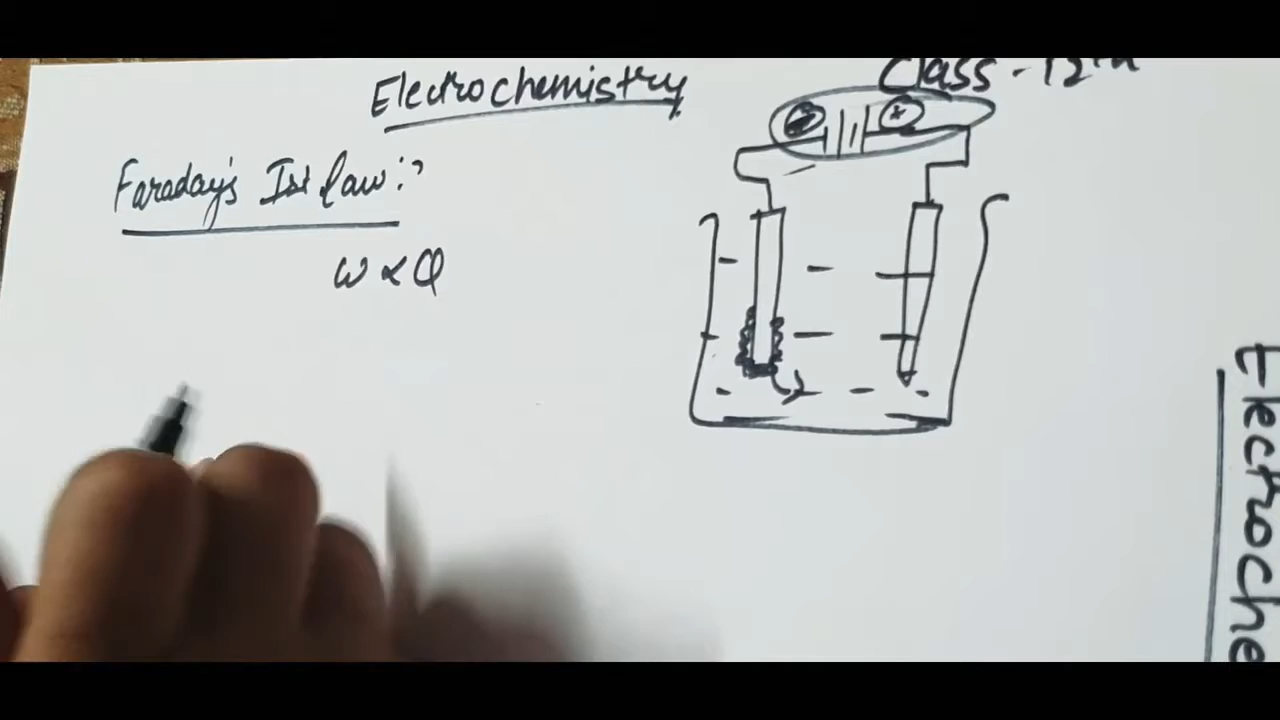 Electrochemistry
Class - 12th
Faraday's Ist law :-
w ∝ Q
+
Electroche